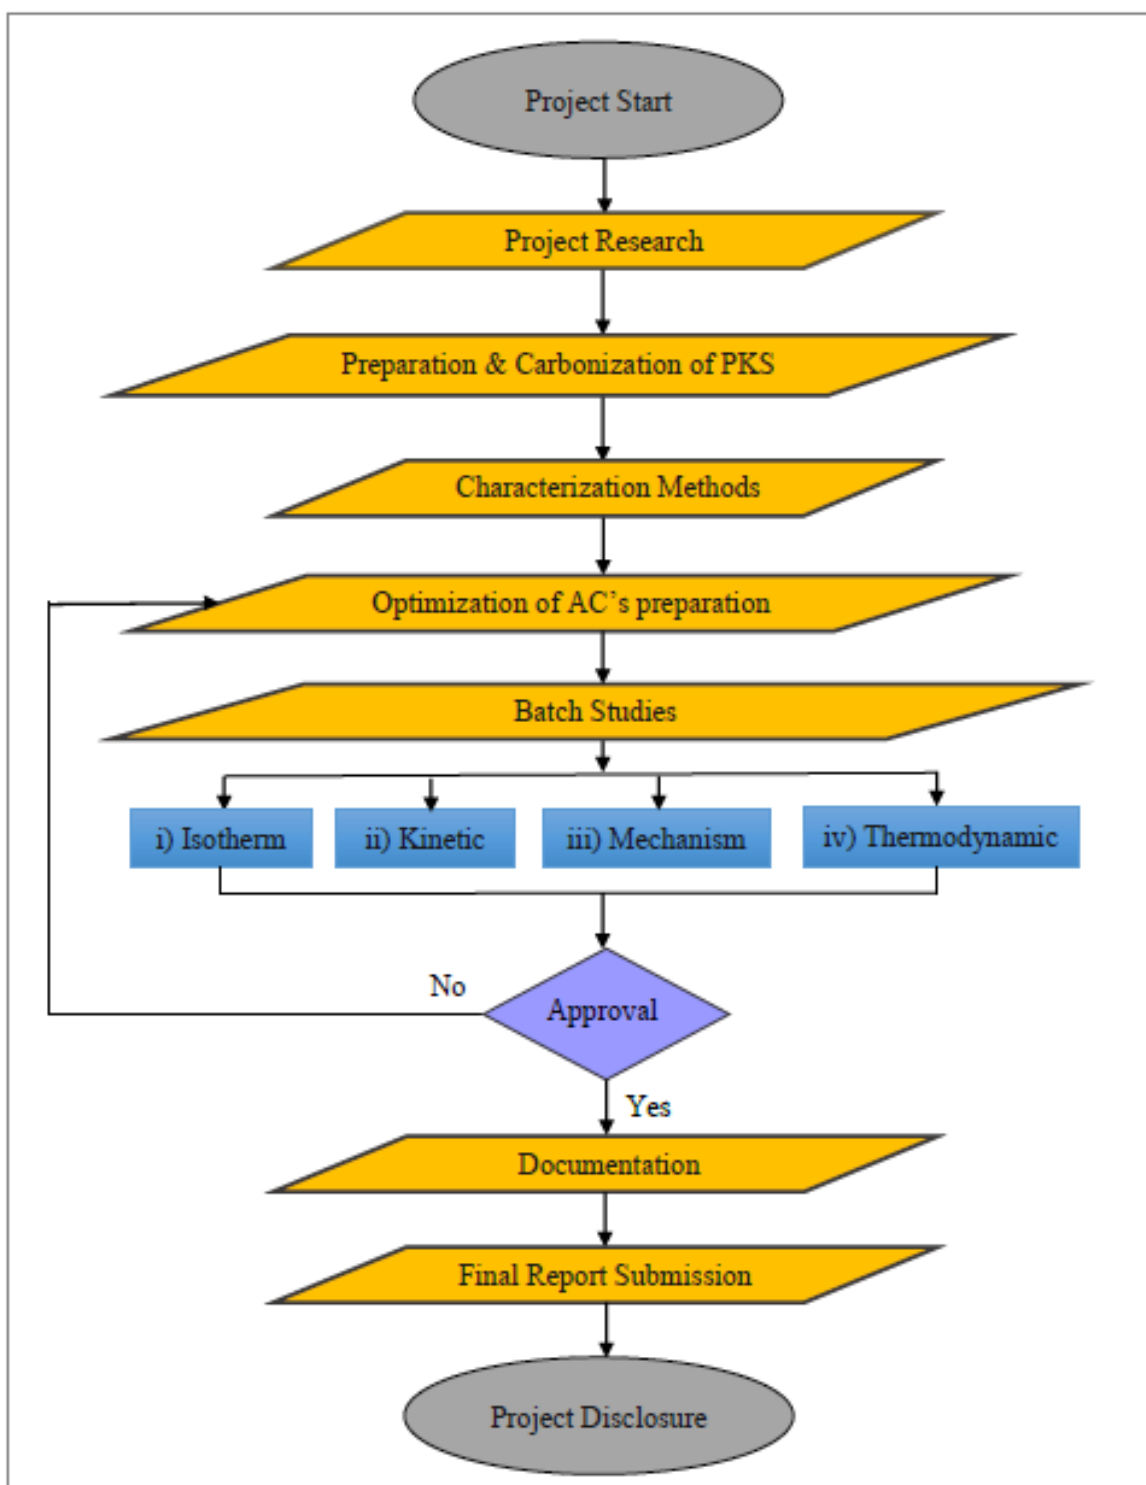 Project Start
Project Research
Preparation & Carbonization of PKS
Characterization Methods
Optimization of AC’s preparation
Batch Studies
i) Isotherm
ii) Kinetic
iii) Mechanism
iv) Thermodynamic
No
Approval
Yes
Documentation
Final Report Submission
Project Disclosure